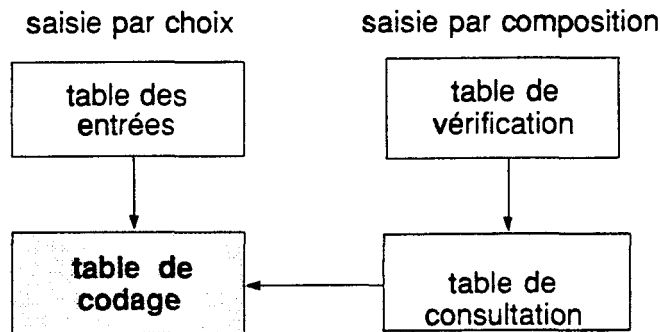 saisie par choix
saisie par composition
table des
entrées
table de
vérification
table de
codage
table de
consultation